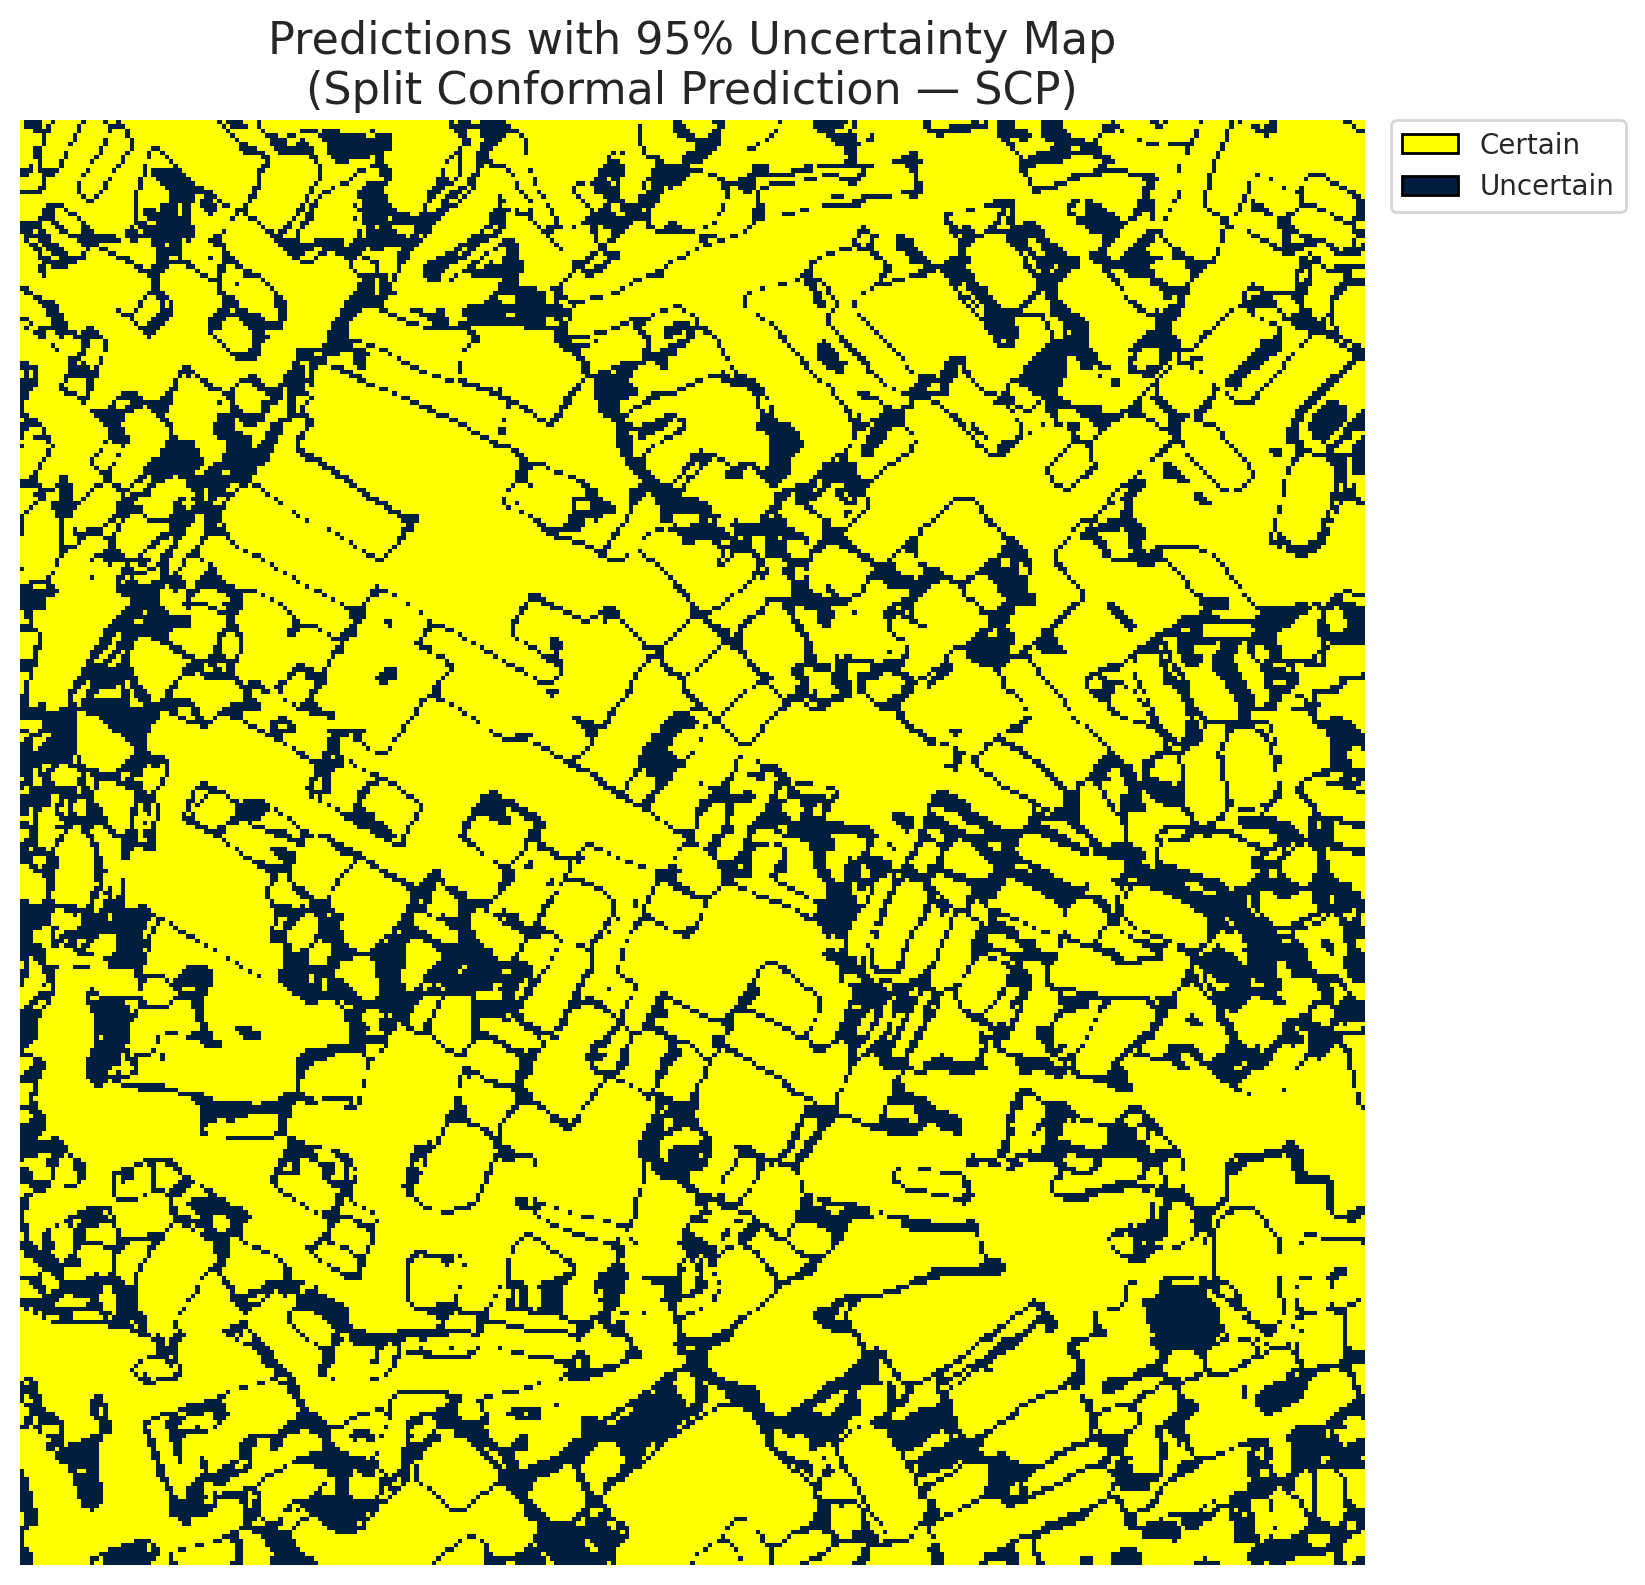 Predictions with 95% Uncertainty Map
(Split Conformal Prediction — SCP)
Certain
Uncertain